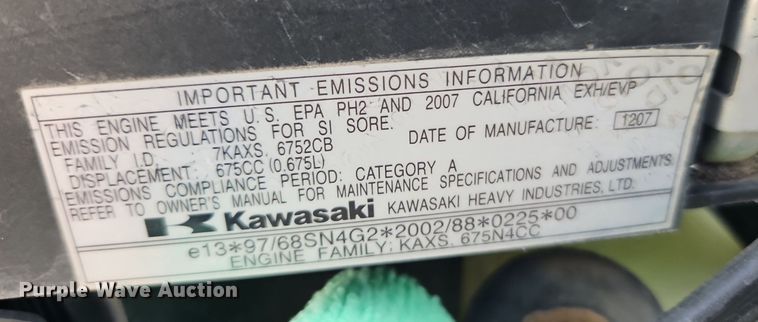 IMPORTANT EMISSIONS INFORMATION
THIS ENGINE MEETS U.S. EPA PH2 AND 2007 CALIFORNIA EXH/EVP
EMISSION REGULATIONS FOR SI SORE.
FAMILY I.D. : 7KAXS. 6752CB DATE OF MANUFACTURE: 1207
DISPLACEMENT : 675CC (0.675L)
EMISSIONS COMPLIANCE PERIOD: CATEGORY A
REFER TO OWNER'S MANUAL FOR MAINTENANCE SPECIFICATIONS AND ADJUSTMENTS.
Kawasaki KAWASAKI HEAVY INDUSTRIES, LTD.
e13*97/68SN4G2*2002/88*0225*00
ENGINE FAMILY: KAXS. 675N4CC
Purple Wave Auction